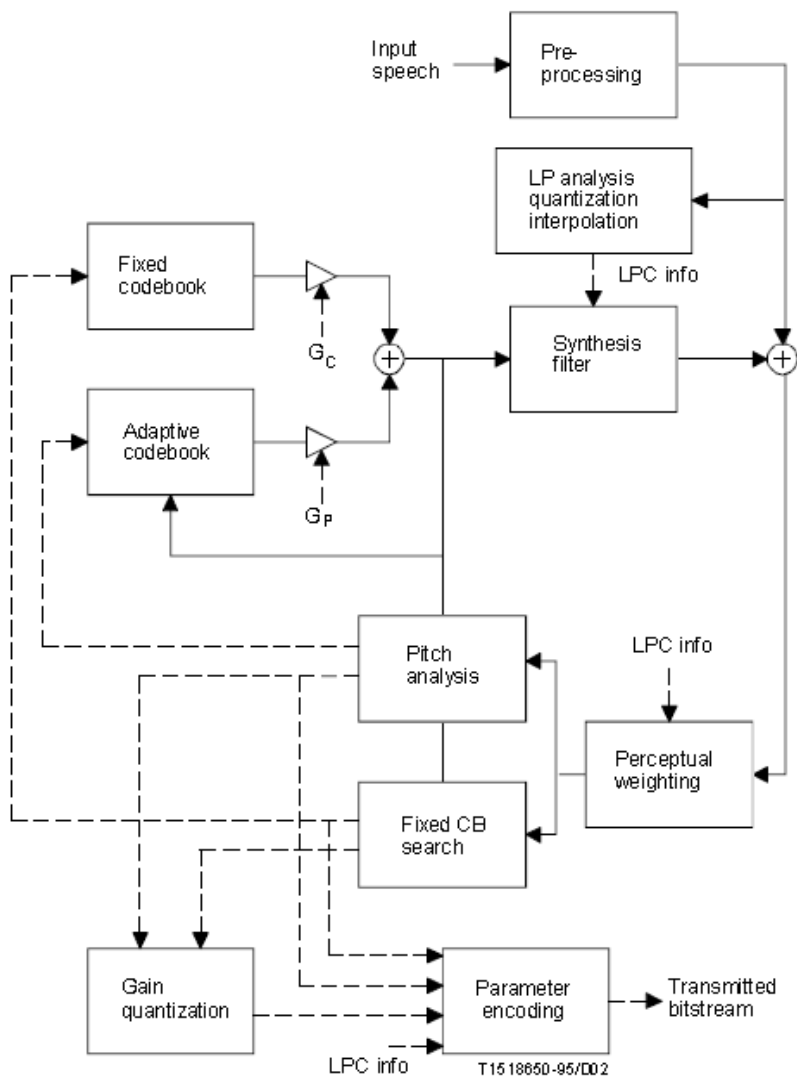 Input
speech
Pre-
processing
LP analysis
quantization
interpolation
LPC info
Fixed
codebook
G_C
Synthesis
filter
Adaptive
codebook
G_P
Pitch
analysis
LPC info
Perceptual
weighting
Fixed CB
search
Gain
quantization
Parameter
encoding
Transmitted
bitstream
LPC info
T1518650-95/D02